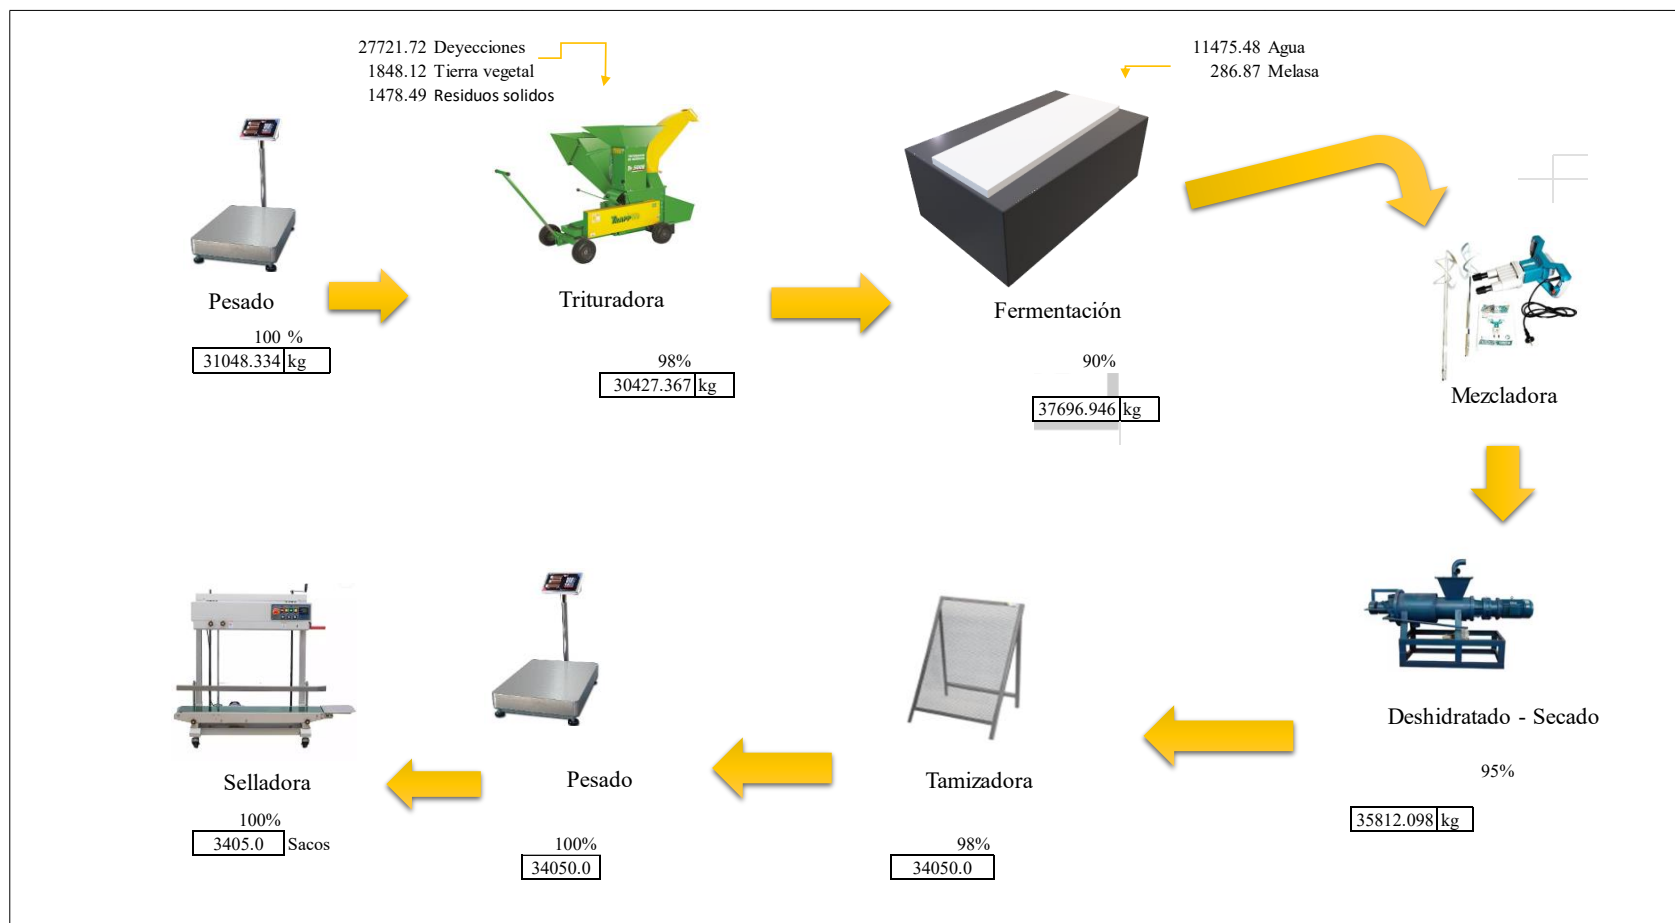 27721.72 Deyecciones
1848.12 Tierra vegetal
1478.49 Residuos solidos
11475.48 Agua
286.87 Melasa
TRAPP
Pesado
100 %
31048.334 kg
Trituradora
98%
30427.367 kg
Fermentación
90%
37696.946 kg
Mezcladora
Deshidratado - Secado
95%
35812.098 kg
Tamizadora
98%
34050.0
Pesado
100%
34050.0
Selladora
100%
3405.0 Sacos